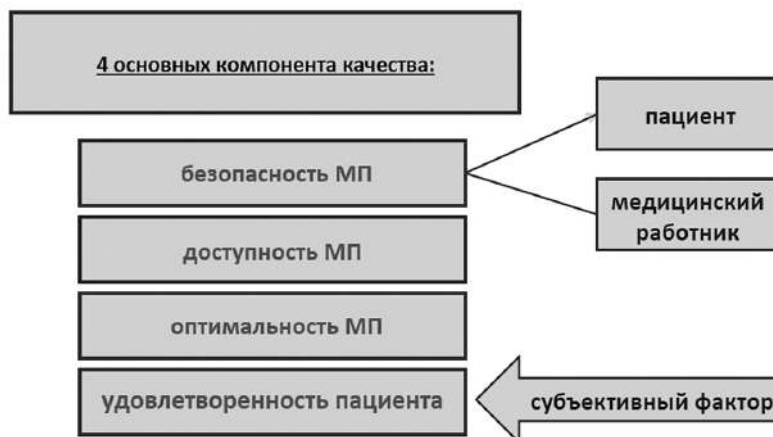 4 основных компонента качества:
пациент
безопасность МП
медицинский
работник
доступность МП
оптимальность МП
удовлетворенность пациента
субъективный фактор